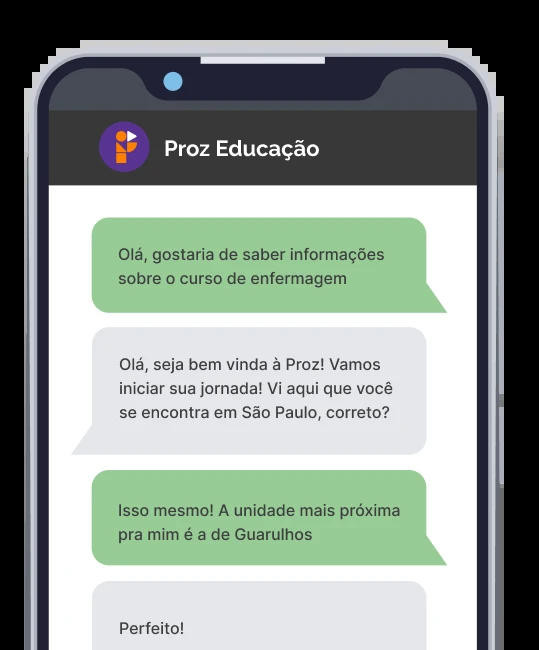 Proz Educação
Olá, gostaria de saber informações
sobre o curso de enfermagem
Olá, seja bem vinda à Proz! Vamos
iniciar sua jornada! Vi aqui que você
se encontra em São Paulo, correto?
Isso mesmo! A unidade mais próxima
pra mim é a de Guarulhos
Perfeito!